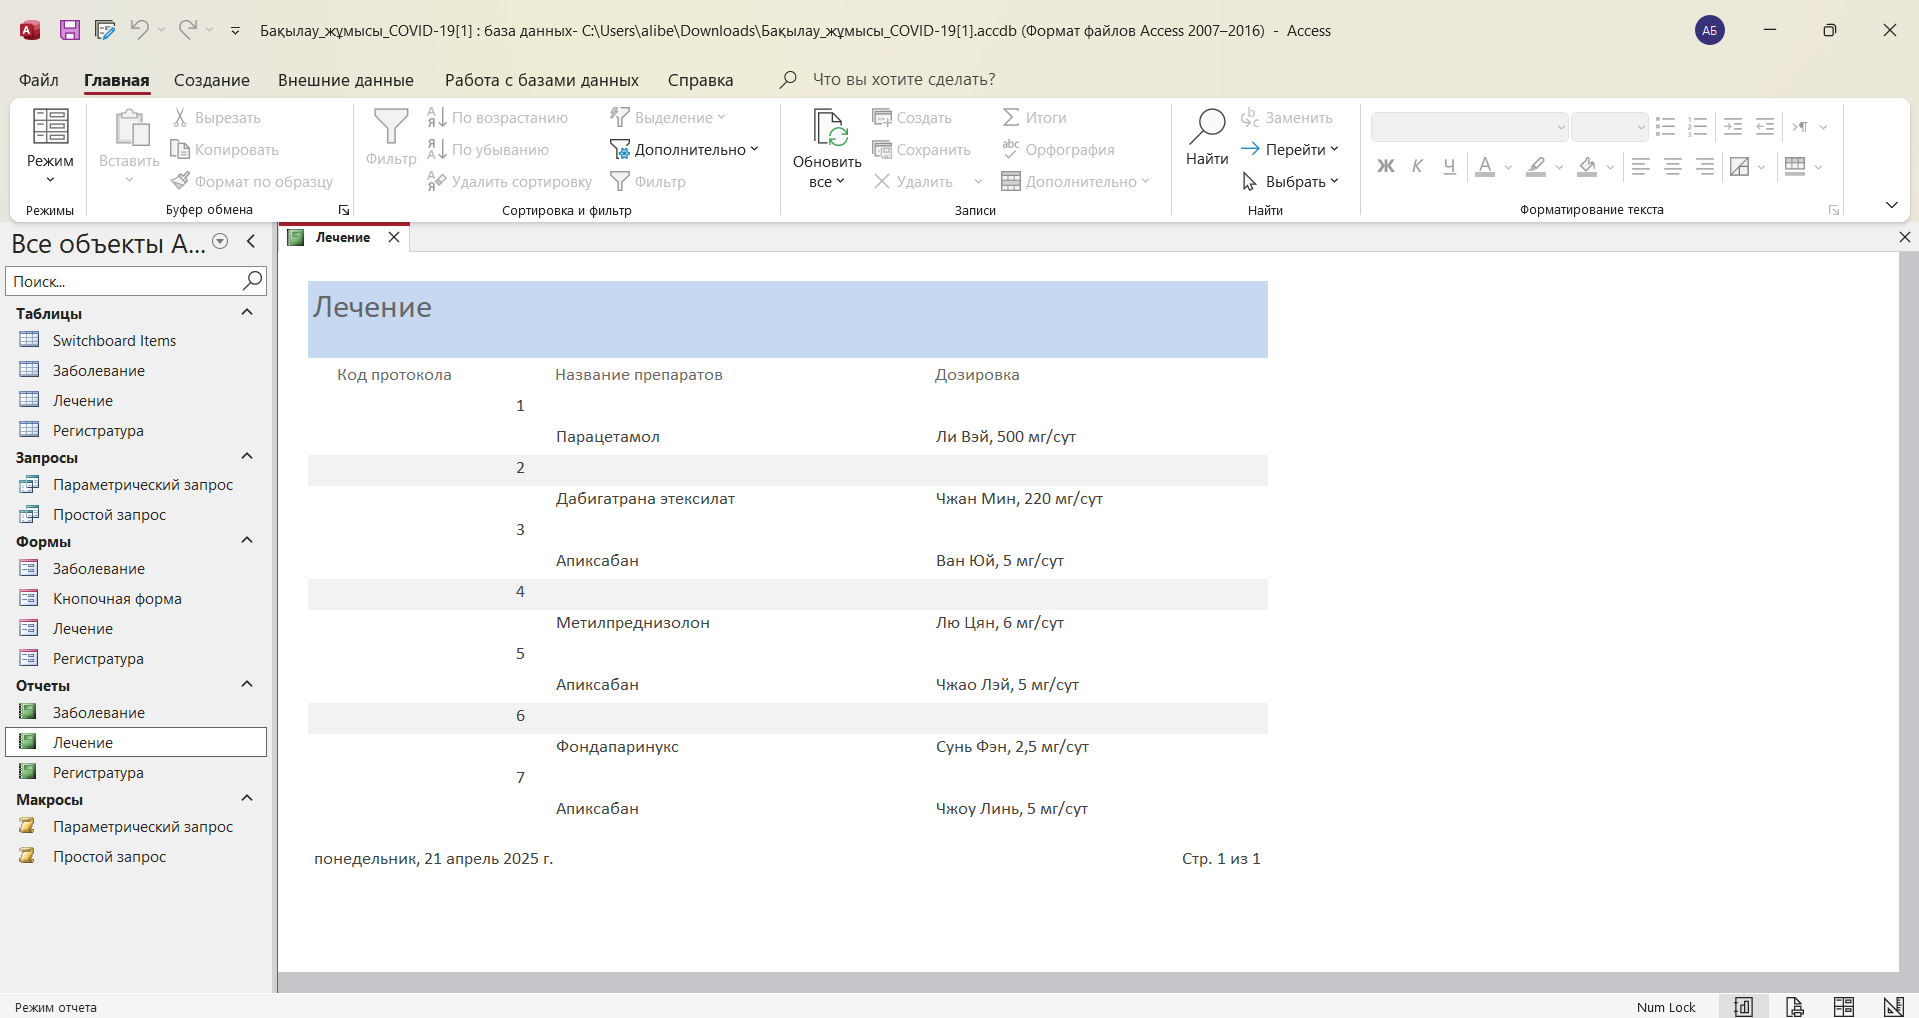 Бақылау_жұмысы_COVID-19[1] : база данных- C:\Users\alibe\Downloads\Бақылау_жұмысы_COVID-19[1].accdb (Формат файлов Access 2007–2016) - Access
АБ
Файл Главная Создание Внешние данные Работа с базами данных Справка Что вы хотите сделать?
Режим
Режимы
Вставить
Вырезать
Копировать
Формат по образцу
Буфер обмена
Фильтр
По возрастанию
По убыванию
Удалить сортировку
Выделение
Дополнительно
Фильтр
Сортировка и фильтр
Обновить
все
Создать
Сохранить
Удалить
Итоги
Орфография
Дополнительно
Записи
Найти
Заменить
Перейти
Выбрать
Найти
Ж К Ч А
Форматирование текста
Все объекты A...
Поиск...
Таблицы
Switchboard Items
Заболевание
Лечение
Регистратура
Запросы
Параметрический запрос
Простой запрос
Формы
Заболевание
Кнопочная форма
Лечение
Регистратура
Отчеты
Заболевание
Лечение
Регистратура
Макросы
Параметрический запрос
Простой запрос
Лечение
Лечение
Код протокола Название препаратов Дозировка
1
Парацетамол Ли Вэй, 500 мг/сут
2
Дабигатрана этексилат Чжан Мин, 220 мг/сут
3
Апиксабан Ван Юй, 5 мг/сут
4
Метилпреднизолон Лю Цян, 6 мг/сут
5
Апиксабан Чжао Лэй, 5 мг/сут
6
Фондапаринукс Сунь Фэн, 2,5 мг/сут
7
Апиксабан Чжоу Линь, 5 мг/сут
понедельник, 21 апрель 2025 г. Стр. 1 из 1
Режим отчета Num Lock